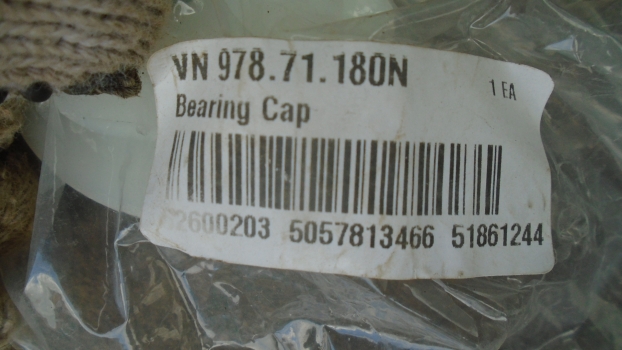 VN 978.71.180N
1 EA
Bearing Cap
2600203 5057813466 51861244